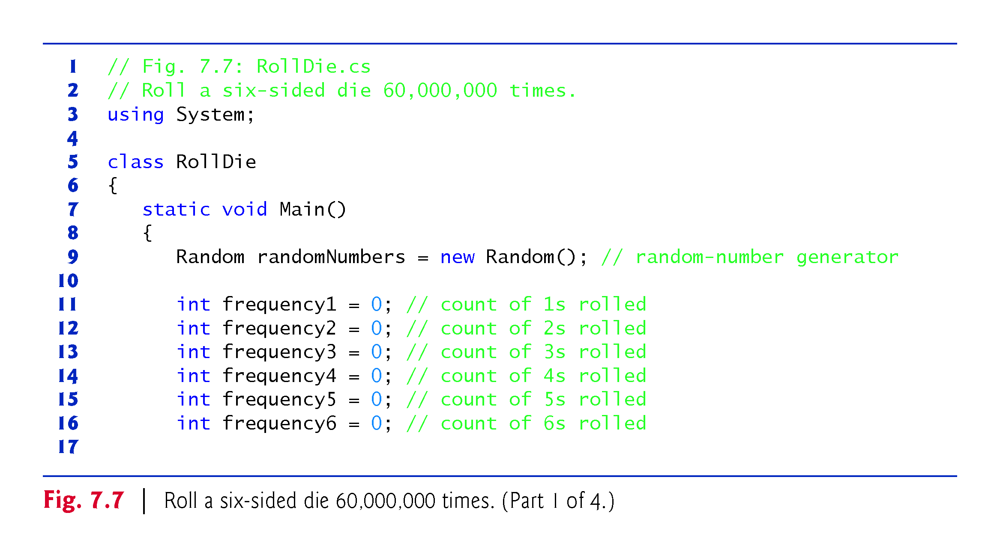 1 // Fig. 7.7: RollDie.cs
2 // Roll a six-sided die 60,000,000 times.
3 using System;
4
5 class RollDie
6 {
7 static void Main()
8 {
9 Random randomNumbers = new Random(); // random-number generator
10
11 int frequency1 = 0; // count of 1s rolled
12 int frequency2 = 0; // count of 2s rolled
13 int frequency3 = 0; // count of 3s rolled
14 int frequency4 = 0; // count of 4s rolled
15 int frequency5 = 0; // count of 5s rolled
16 int frequency6 = 0; // count of 6s rolled
17
Fig. 7.7 | Roll a six-sided die 60,000,000 times. (Part 1 of 4.)